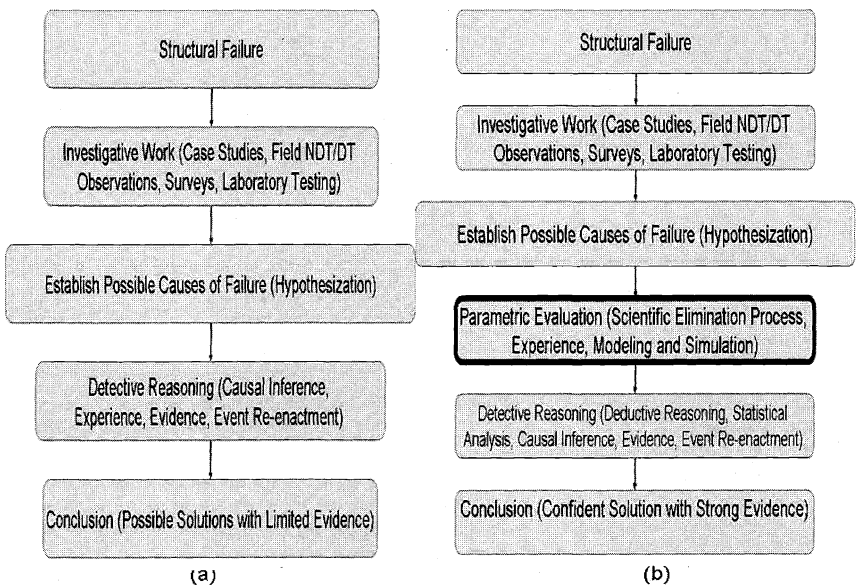 Structural Failure
Investigative Work (Case Studies, Field NDT/DT
Observations, Surveys, Laboratory Testing)
Establish Possible Causes of Failure (Hypothesization)
Detective Reasoning (Causal Inference,
Experience, Evidence, Event Re-enactment)
Conclusion (Possible Solutions with Limited Evidence)
(a)
Structural Failure
Investigative Work (Case Studies, Field NDT/DT
Observations, Surveys, Laboratory Testing)
Establish Possible Causes of Failure (Hypothesization)
Parametric Evaluation (Scientific Elimination Process,
Experience, Modeling and Simulation)
Detective Reasoning (Deductive Reasoning, Statistical
Analysis, Causal Inference, Evidence, Event Re-enactment)
Conclusion (Confident Solution with Strong Evidence)
(b)